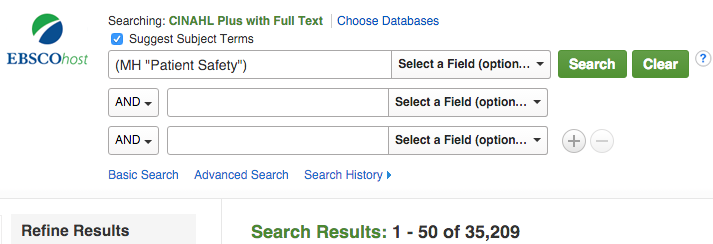 Searching: CINAHL Plus with Full Text | Choose Databases
Suggest Subject Terms
EBSCOhost
(MH "Patient Safety") Select a Field (option... Search Clear ?
AND Select a Field (option...
AND Select a Field (option... + −
Basic Search Advanced Search Search History
Refine Results Search Results: 1 - 50 of 35,209